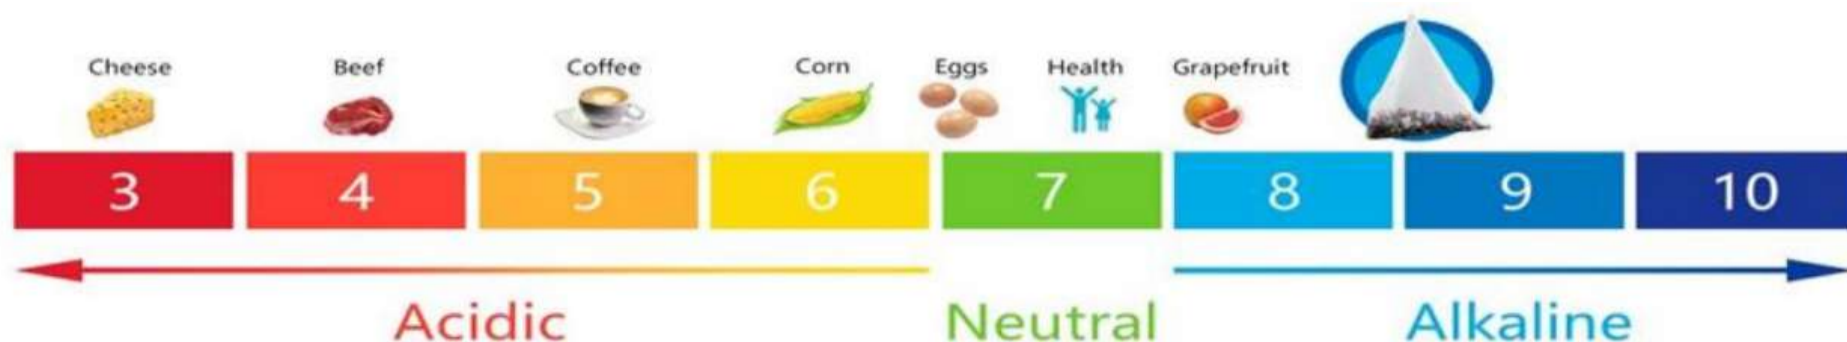 Cheese Beef Coffee Corn Eggs Health Grapefruit
3 4 5 6 7 8 9 10
Acidic Neutral Alkaline